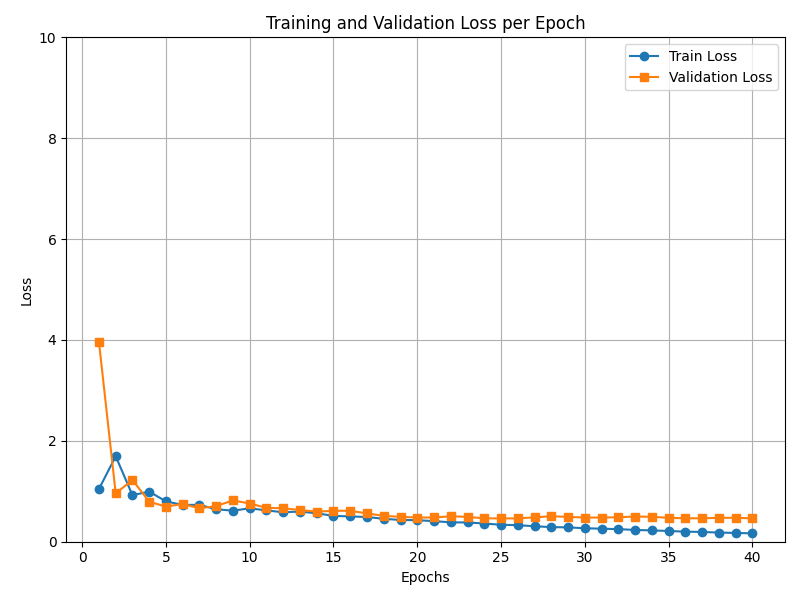 Training and Validation Loss per Epoch
10
8
6
4
2
0
Loss
Train Loss
Validation Loss
0 5 10 15 20 25 30 35 40
Epochs